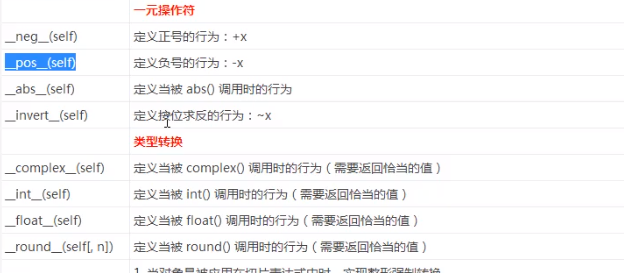 一元操作符
__neg__(self) 定义正号的行为：+x
__pos__(self) 定义负号的行为：-x
__abs__(self) 定义当被 abs() 调用时的行为
__invert__(self) 定义按位求反的行为：~x
类型转换
__complex__(self) 定义当被 complex() 调用时的行为（需要返回恰当的值）
__int__(self) 定义当被 int() 调用时的行为（需要返回恰当的值）
__float__(self) 定义当被 float() 调用时的行为（需要返回恰当的值）
__round__(self[, n]) 定义当被 round() 调用时的行为（需要返回恰当的值）
1. 当对象是被应用在切片表达式中时，实现整形强制转换